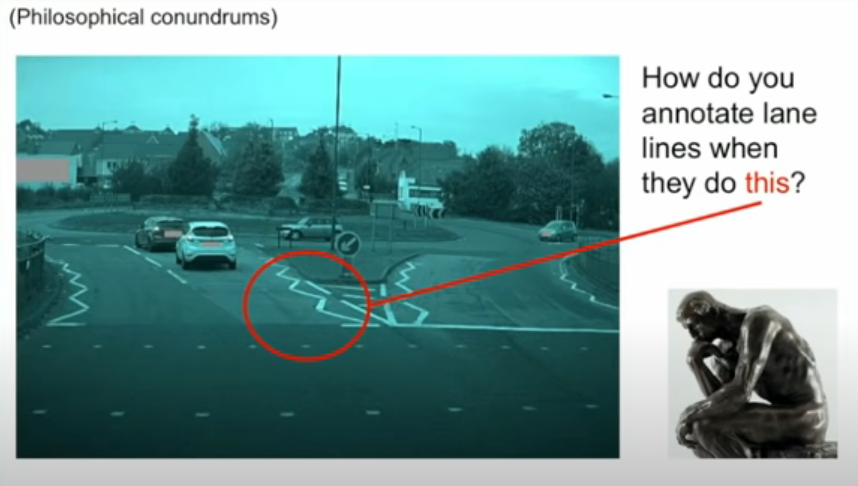 (Philosophical conundrums)
How do you
annotate lane
lines when
they do this?